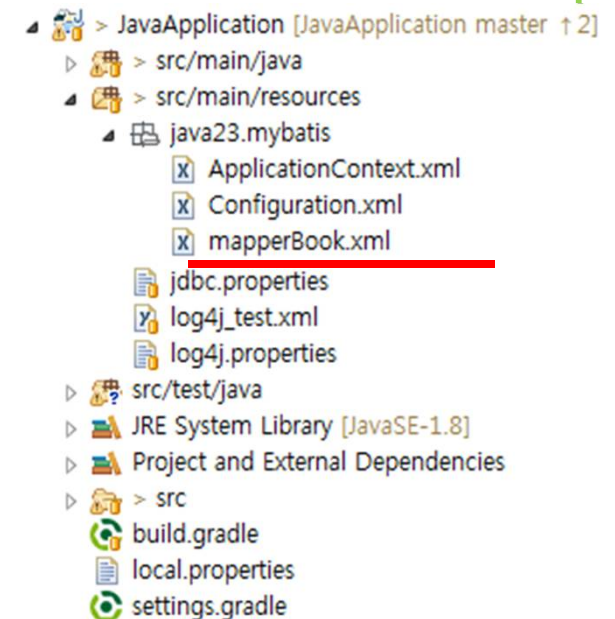 > JavaApplication [JavaApplication master ↑ 2]
> src/main/java
> src/main/resources
java23.mybatis
ApplicationContext.xml
Configuration.xml
mapperBook.xml
jdbc.properties
log4j_test.xml
log4j.properties
src/test/java
JRE System Library [JavaSE-1.8]
Project and External Dependencies
> src
build.gradle
local.properties
settings.gradle